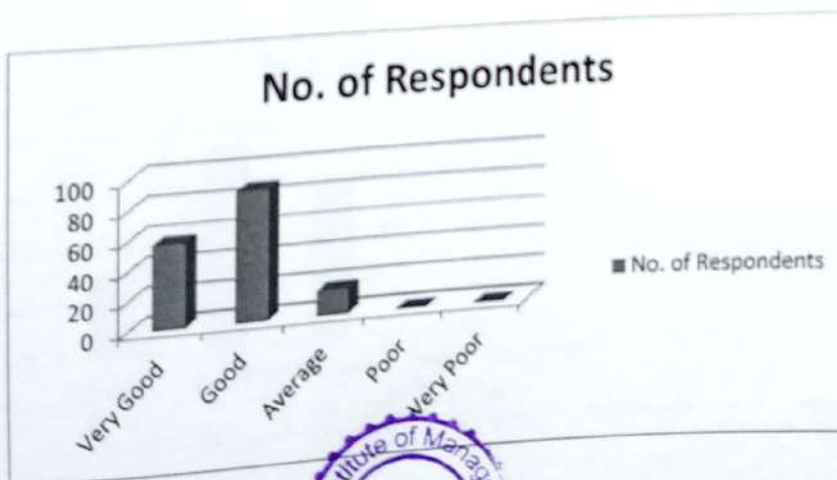 No. of Respondents
100
80
60
40
20
0
Very Good
Good
Average
Poor
Very Poor
No. of Respondents
of